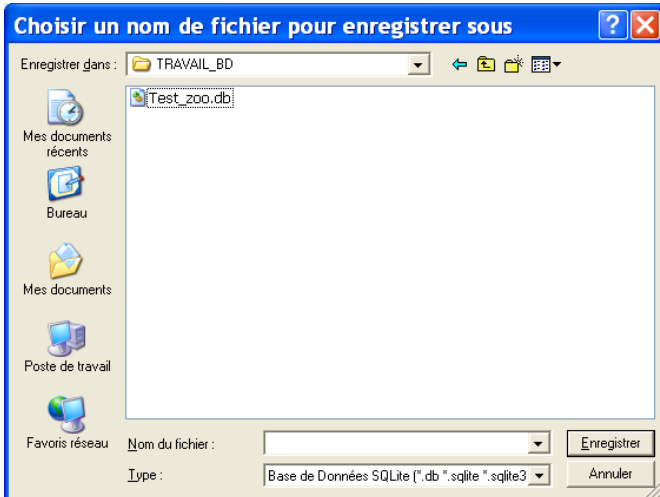 Choisir un nom de fichier pour enregistrer sous
Enregistrer dans : TRAVAIL_BD
Test_zoo.db
Mes documents
récents
Bureau
Mes documents
Poste de travail
Favoris réseau
Nom du fichier : Enregistrer
Type : Base de Données SQLite (*.db *.sqlite *.sqlite3 Annuler